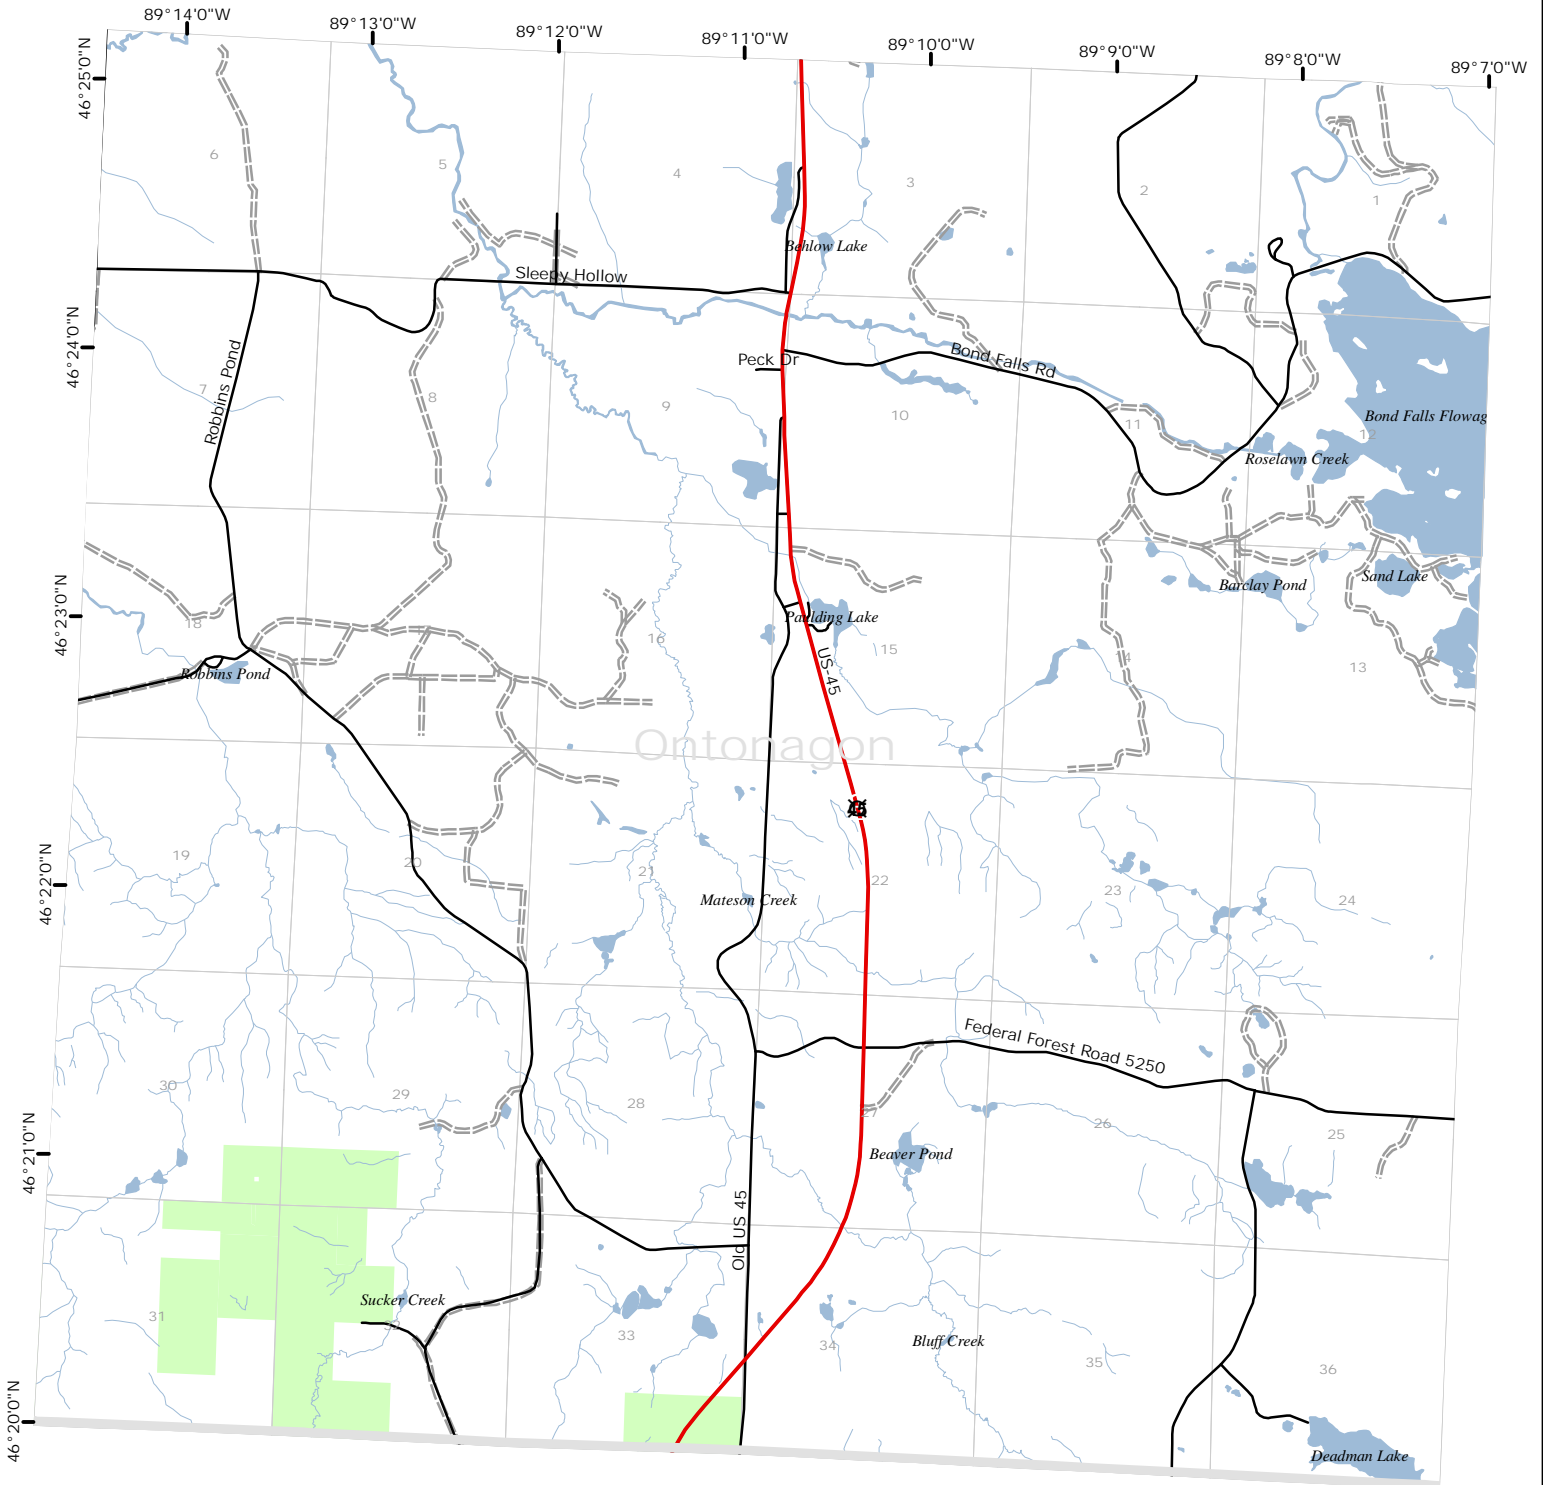 89°14'0"W
89°13'0"W
89°12'0"W
89°11'0"W
89°10'0"W
89°9'0"W
89°8'0"W
89°7'0"W
46°25'0"N
6
5
4
3
2
1
Behlow Lake
Sleepy Hollow
46°24'0"N
Robbins Pond
Peck Dr
Bond Falls Rd
7
8
9
10
11
12
Bond Falls Flowag
Roselawn Creek
46°23'0"N
Barclay Pond
Sand Lake
Paulding Lake
18
16
15
14
13
US-45
Robbins Pond
Ontonagon
45
46°22'0"N
19
20
21
22
23
24
Mateson Creek
Federal Forest Road 5250
30
29
28
27
26
25
46°21'0"N
Beaver Pond
Old US 45
Sucker Creek
31
32
33
34
35
36
Bluff Creek
46°20'0"N
Deadman Lake